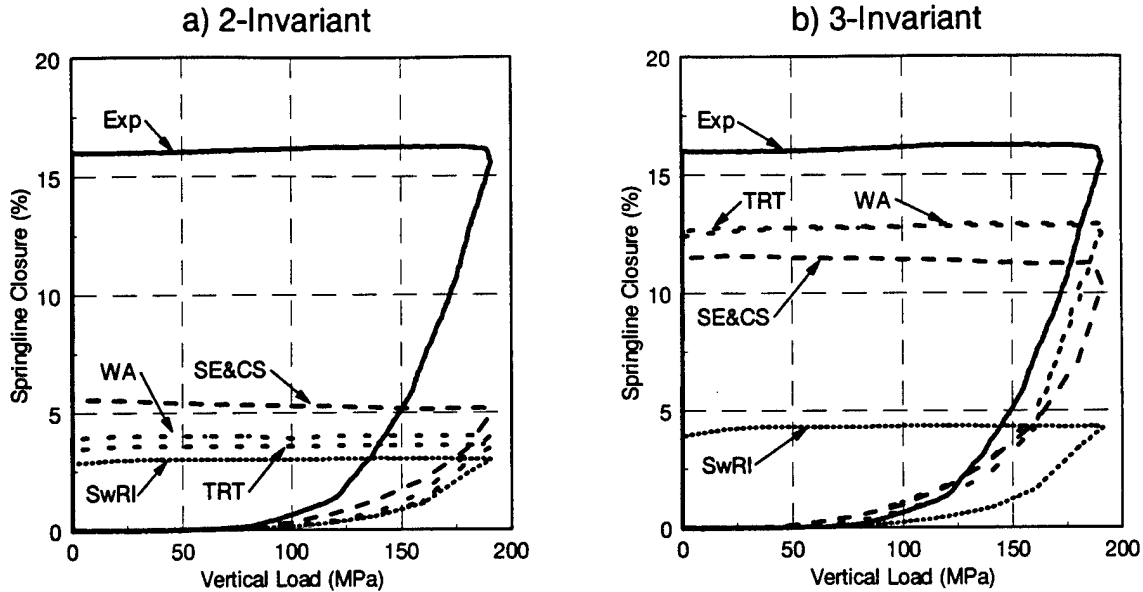 a) 2-Invariant
20
15
10
5
0
Springline Closure (%)
Exp
WA
SE&CS
SwRI
TRT
0 50 100 150 200
Vertical Load (MPa)
b) 3-Invariant
20
15
10
5
0
Springline Closure (%)
Exp
TRT
WA
SE&CS
SwRI
0 50 100 150 200
Vertical Load (MPa)